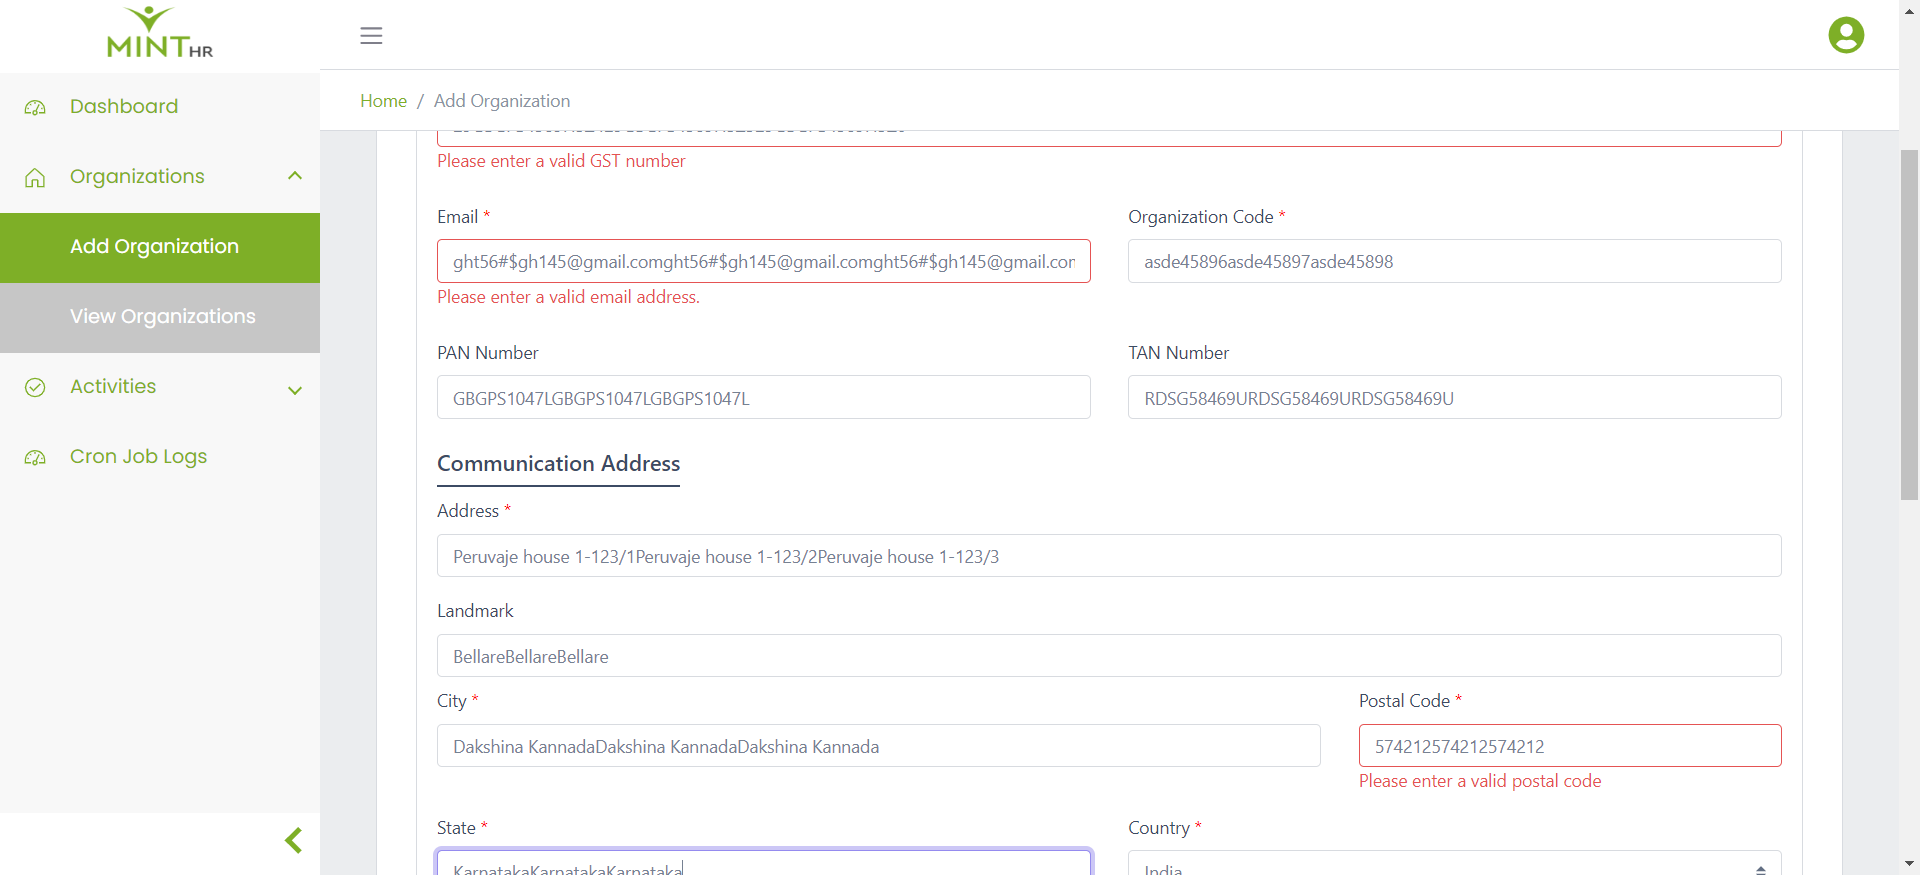 MINT HR
Dashboard
Organizations
Add Organization
View Organizations
Activities
Cron Job Logs
Home / Add Organization
Please enter a valid GST number
Email *
Organization Code *
ght56#$gh145@gmail.comght56#$gh145@gmail.comght56#$gh145@gmail.cor
asde45896asde45897asde45898
Please enter a valid email address.
PAN Number
TAN Number
GBGPS1047LGBGPS1047LGBGPS1047L
RDSG58469URDSG58469URDSG58469U
Communication Address
Address *
Peruvaje house 1-123/1Peruvaje house 1-123/2Peruvaje house 1-123/3
Landmark
BellareBellareBellare
City *
Postal Code *
Dakshina KannadaDakshina KannadaDakshina Kannada
574212574212574212
Please enter a valid postal code
State *
Country *
KarnatakaKarnatakaKarnataka
India